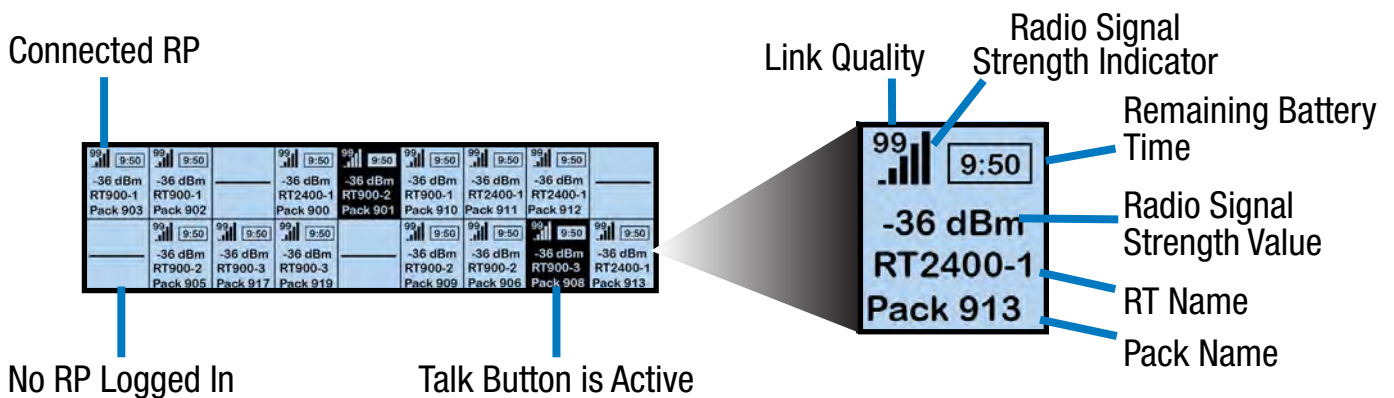 Connected RP
Link Quality
Radio Signal
Strength Indicator
Remaining Battery
Time
Radio Signal
Strength Value
RT Name
Pack Name
99 9:50 99 9:50 99 9:50 99 9:50 99 9:50 99 9:50 99 9:50
-36 dBm -36 dBm -36 dBm -36 dBm -36 dBm -36 dBm -36 dBm
RT900-1 RT900-1 RT2400-1 RT900-2 RT900-1 RT2400-1 RT2400-1
Pack 903 Pack 902 Pack 900 Pack 901 Pack 910 Pack 911 Pack 912
99 9:50 99 9:50 99 9:50 99 9:50 99 9:50 99 9:50 99 9:50
-36 dBm -36 dBm -36 dBm -36 dBm -36 dBm -36 dBm -36 dBm
RT900-2 RT900-3 RT900-3 RT900-2 RT900-2 RT900-3 RT2400-1
Pack 905 Pack 917 Pack 919 Pack 909 Pack 906 Pack 908 Pack 913
99 9:50
-36 dBm
RT2400-1
Pack 913
No RP Logged In
Talk Button is Active